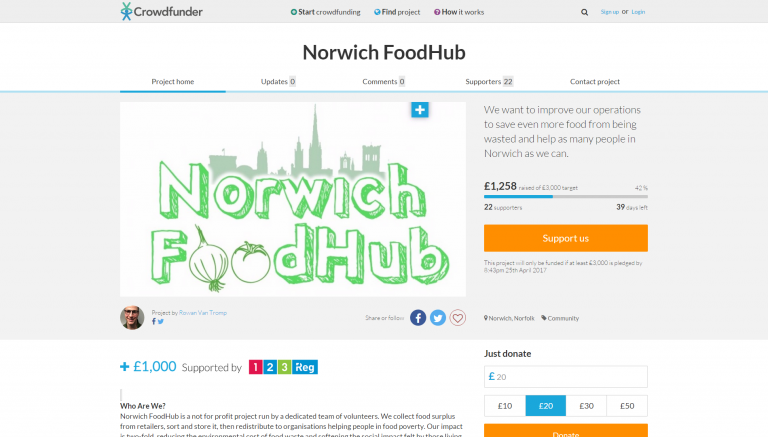 Crowdfunder
Start crowdfunding
Find project
How it works
Sign up or Login
Norwich FoodHub
Project home
Updates 0
Comments 0
Supporters 22
Contact project
Norwich
FoodHub
We want to improve our operations
to save even more food from being
wasted and help as many people in
Norwich as we can.
£1,258 raised of £3,000 target
42 %
22 supporters
39 days left
Support us
This project will only be funded if at least £3,000 is pledged by
8:43pm 25th April 2017
Project by Rowan Van Tromp
Share or follow
Norwich, Norfolk
Community
+ £1,000 Supported by 123 Reg
Just donate
£ 20
£10
£20
£30
£50
Donate
Who Are We?
Norwich FoodHub is a not for profit project run by a dedicated team of volunteers. We collect food surplus
from retailers, sort and store it, then redistribute to organisations helping people in food poverty. Our impact
is two-fold, reducing the environmental cost of food waste and softening the social impact felt by those living